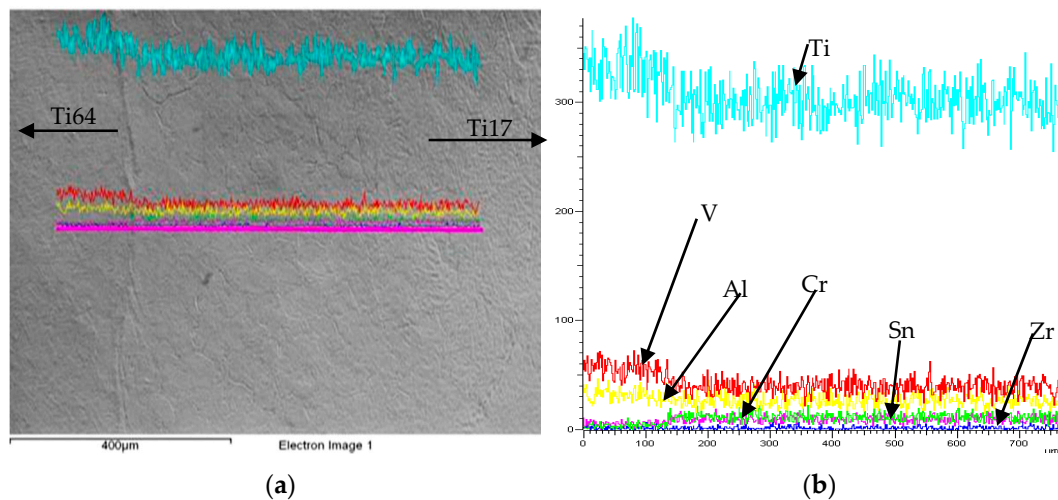 Ti64
Ti17
400μm
Electron Image 1
(a)
Ti
V
Al
Cr
Sn
Zr
300
200
100
0
0 100 200 300 400 500 600 700
μm
(b)